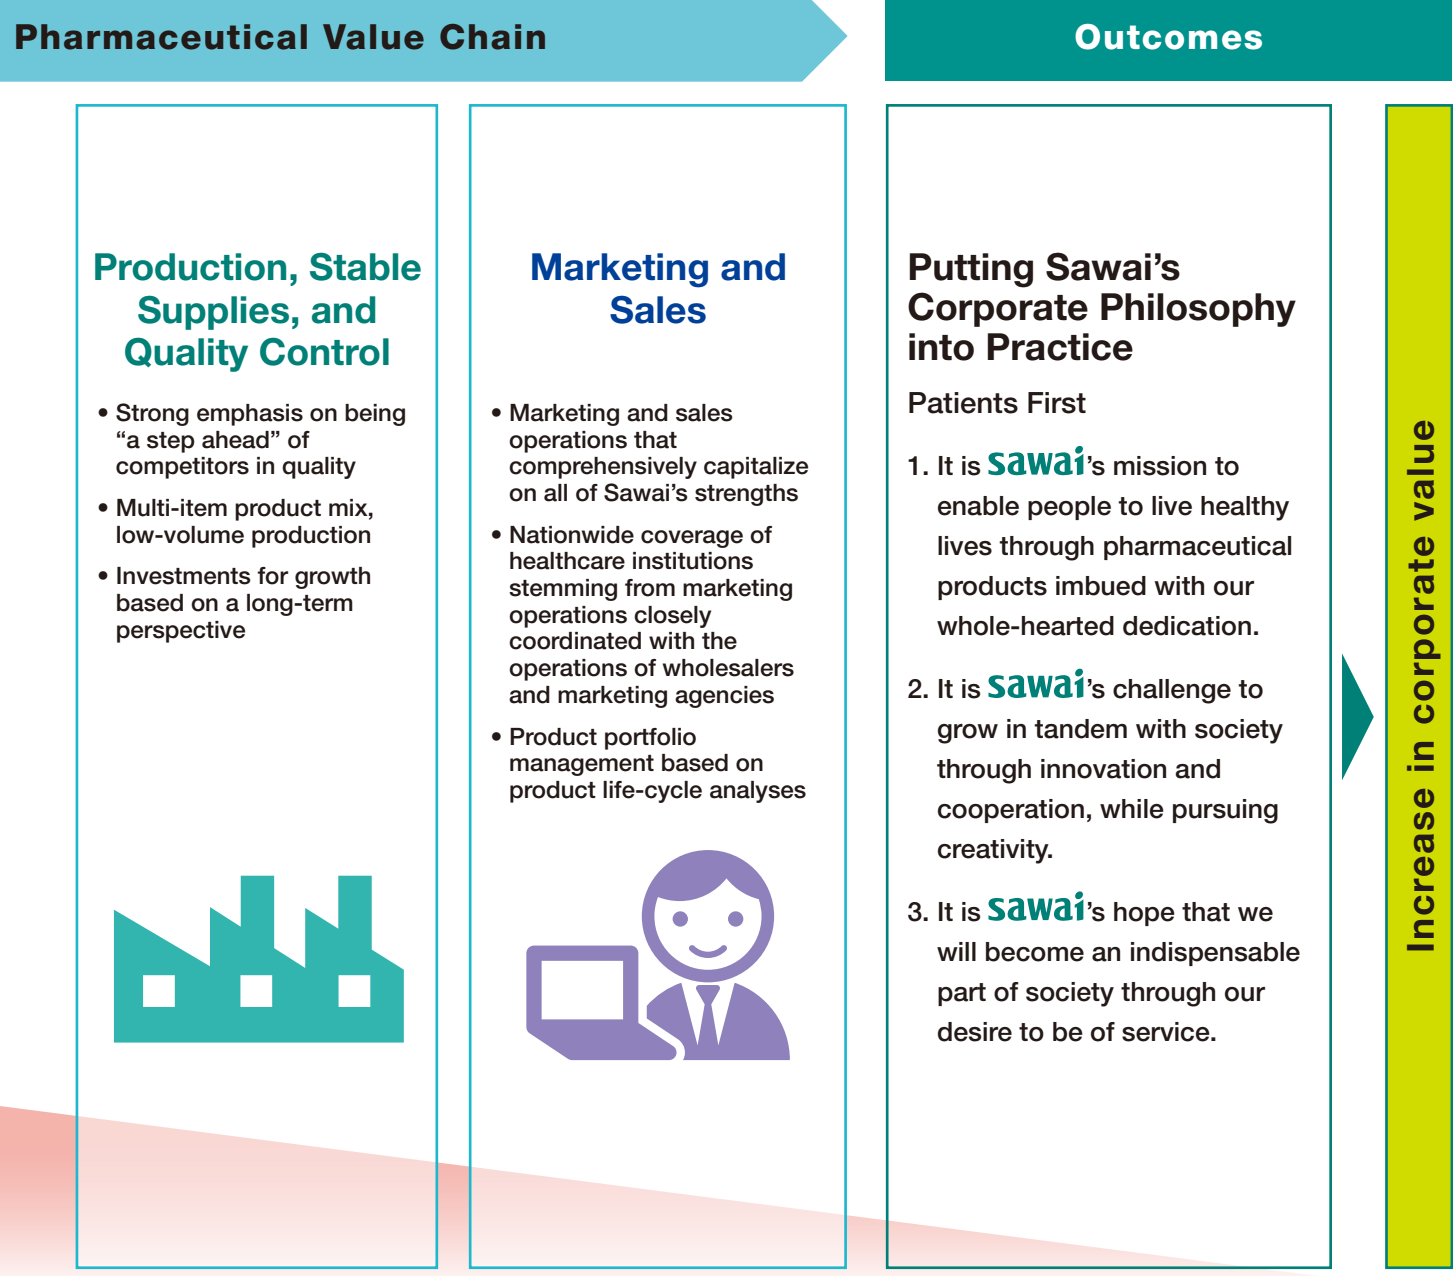 Pharmaceutical Value Chain
Outcomes
Production, Stable
Supplies, and
Quality Control
• Strong emphasis on being
“a step ahead” of
competitors in quality
• Multi-item product mix,
low-volume production
• Investments for growth
based on a long-term
perspective
Marketing and
Sales
• Marketing and sales
operations that
comprehensively capitalize
on all of Sawai’s strengths
• Nationwide coverage of
healthcare institutions
stemming from marketing
operations closely
coordinated with the
operations of wholesalers
and marketing agencies
• Product portfolio
management based on
product life-cycle analyses
Putting Sawai’s
Corporate Philosophy
into Practice
Patients First
1. It is sawai’s mission to
enable people to live healthy
lives through pharmaceutical
products imbued with our
whole-hearted dedication.
2. It is sawai’s challenge to
grow in tandem with society
through innovation and
cooperation, while pursuing
creativity.
3. It is sawai’s hope that we
will become an indispensable
part of society through our
desire to be of service.
Increase in corporate value